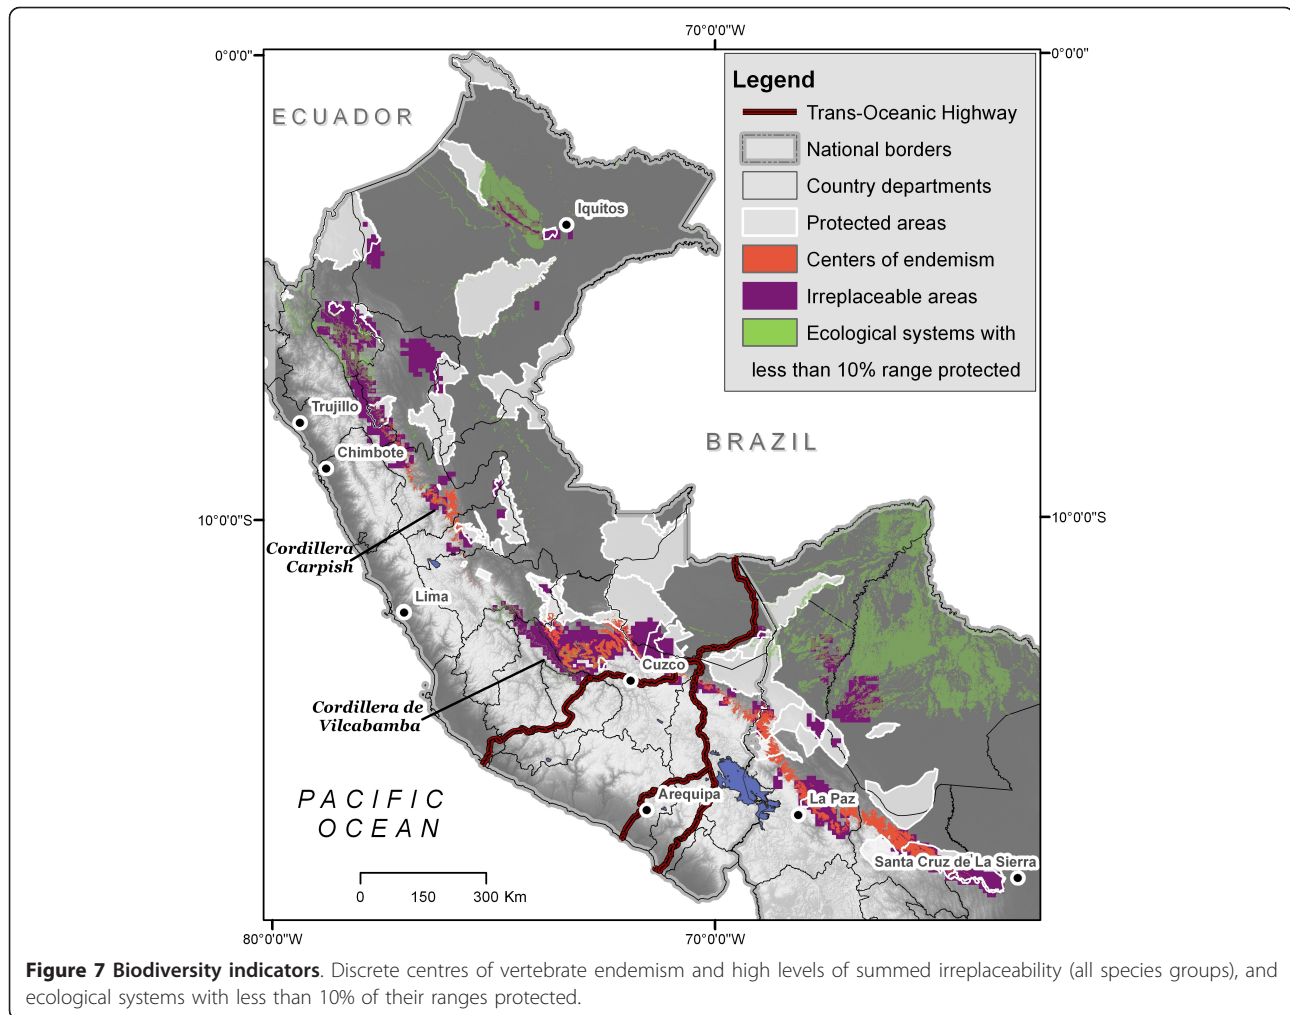 70°0'0"W
0°0'0"
0°0'0"
ECUADOR
Legend
Trans-Oceanic Highway
National borders
Country departments
Protected areas
Centers of endemism
Irreplaceable areas
Ecological systems with
less than 10% range protected
Iquitos
Trujillo
Chimbote
BRAZIL
10°0'0"S
10°0'0"S
Cordillera
Carpish
Lima
Cuzco
Cordillera de
Vilcabamba
PACIFIC
OCEAN
Arequipa
La Paz
Santa Cruz de La Sierra
0 150 300 Km
80°0'0"W
70°0'0"W
Figure 7 Biodiversity indicators. Discrete centres of vertebrate endemism and high levels of summed irreplaceability (all species groups), and
ecological systems with less than 10% of their ranges protected.